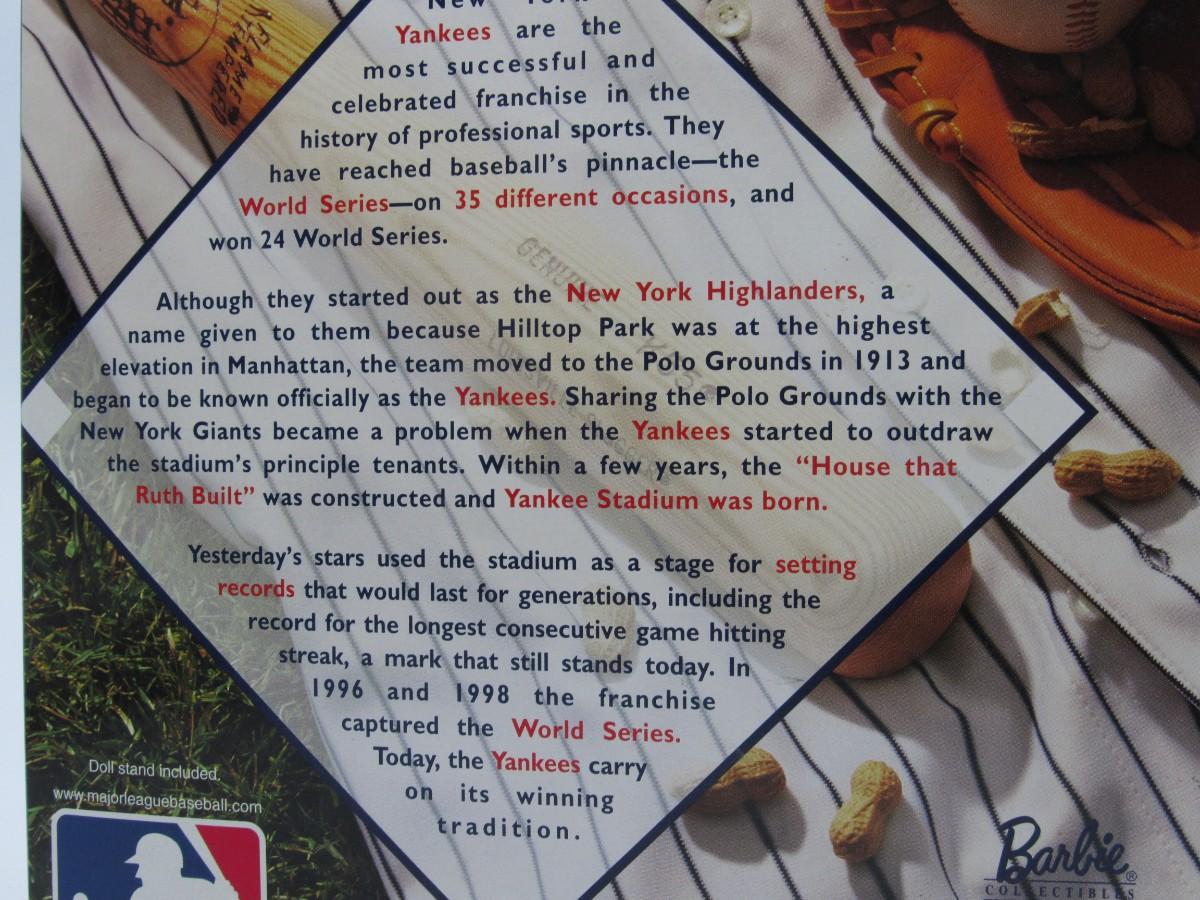 New York
Yankees are the
most successful and
celebrated franchise in the
history of professional sports. They
have reached baseball's pinnacle—the
World Series—on 35 different occasions, and
won 24 World Series.
Although they started out as the New York Highlanders, a
name given to them because Hilltop Park was at the highest
elevation in Manhattan, the team moved to the Polo Grounds in 1913 and
began to be known officially as the Yankees. Sharing the Polo Grounds with the
New York Giants became a problem when the Yankees started to outdraw
the stadium's principle tenants. Within a few years, the "House that
Ruth Built" was constructed and Yankee Stadium was born.
Yesterday's stars used the stadium as a stage for setting
records that would last for generations, including the
record for the longest consecutive game hitting
streak, a mark that still stands today. In
1996 and 1998 the franchise
captured the World Series.
Today, the Yankees carry
on its winning
tradition.
Doll stand included.
www.majorleaguebaseball.com
Barbie®
COLLECTIBLES
FLAME
TEMPERED
GENUINE